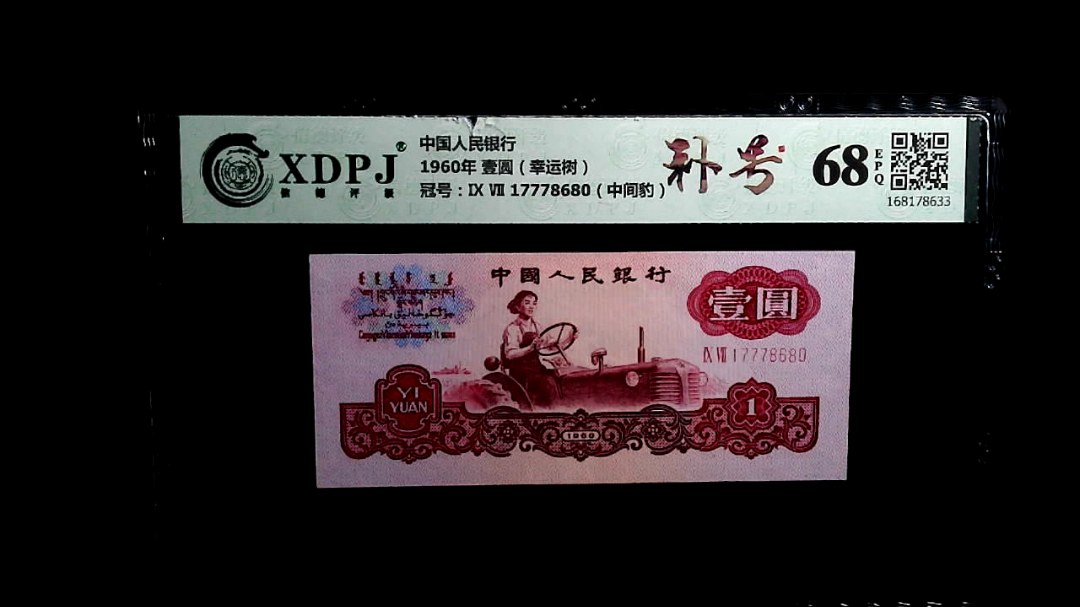 XDPJ®
中国人民银行
1960年 壹圆（幸运树）
冠号：IX VII 17778680（中间豹）
补号
68
EPQ
168178633
中國人民銀行
壹圓
IX VII 17778680
YI
YUAN
1960
1